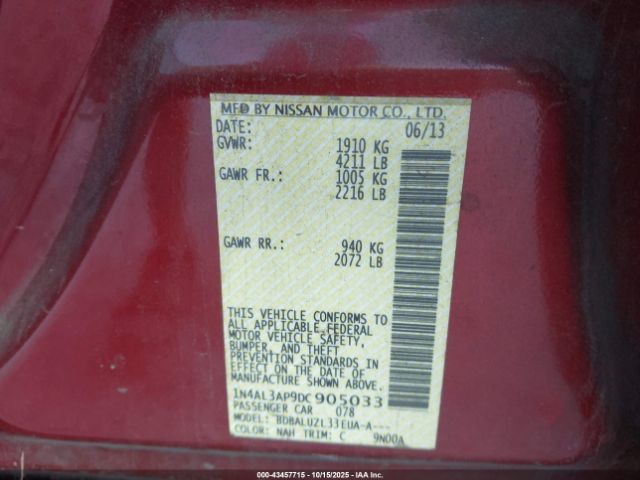 MFD BY NISSAN MOTOR CO., LTD.
DATE: 06/13
GVWR: 1910 KG
4211 LB
GAWR FR.: 1005 KG
2216 LB
GAWR RR.: 940 KG
2072 LB
THIS VEHICLE CONFORMS TO
ALL APPLICABLE FEDERAL
MOTOR VEHICLE SAFETY,
BUMPER, AND THEFT
PREVENTION STANDARDS IN
EFFECT ON THE DATE OF
MANUFACTURE SHOWN ABOVE.
1N4AL3AP9DC905033
PASSENGER CAR 078
MODEL: BDBALUZL33EUA-A---
COLOR: NAH TRIM: C 9N00A
000-43457715 - 10/15/2025 - IAAI.COM